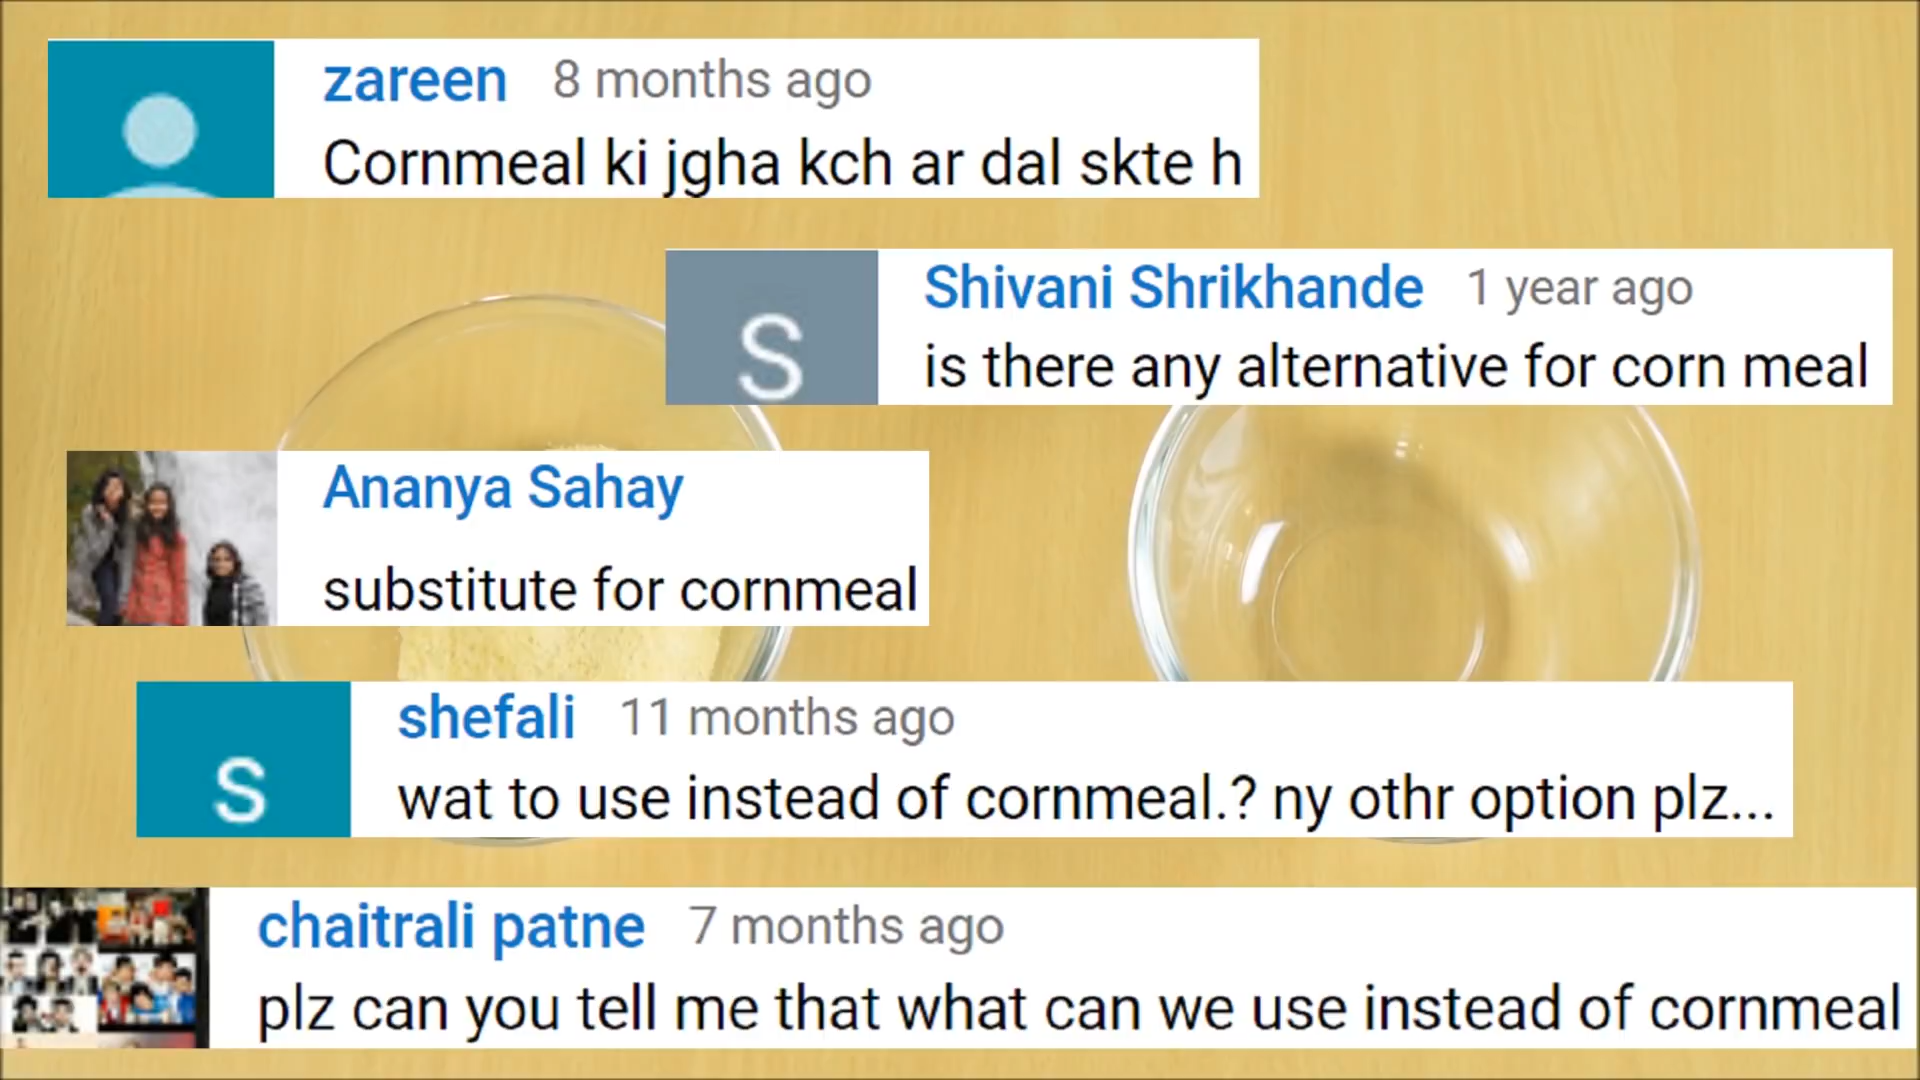 zareen 8 months ago
Cornmeal ki jgha kch ar dal skte h
Shivani Shrikhande 1 year ago
S
is there any alternative for corn meal
Ananya Sahay
substitute for cornmeal
shefali 11 months ago
S
wat to use instead of cornmeal.? ny othr option plz...
chaitrali patne 7 months ago
plz can you tell me that what can we use instead of cornmeal